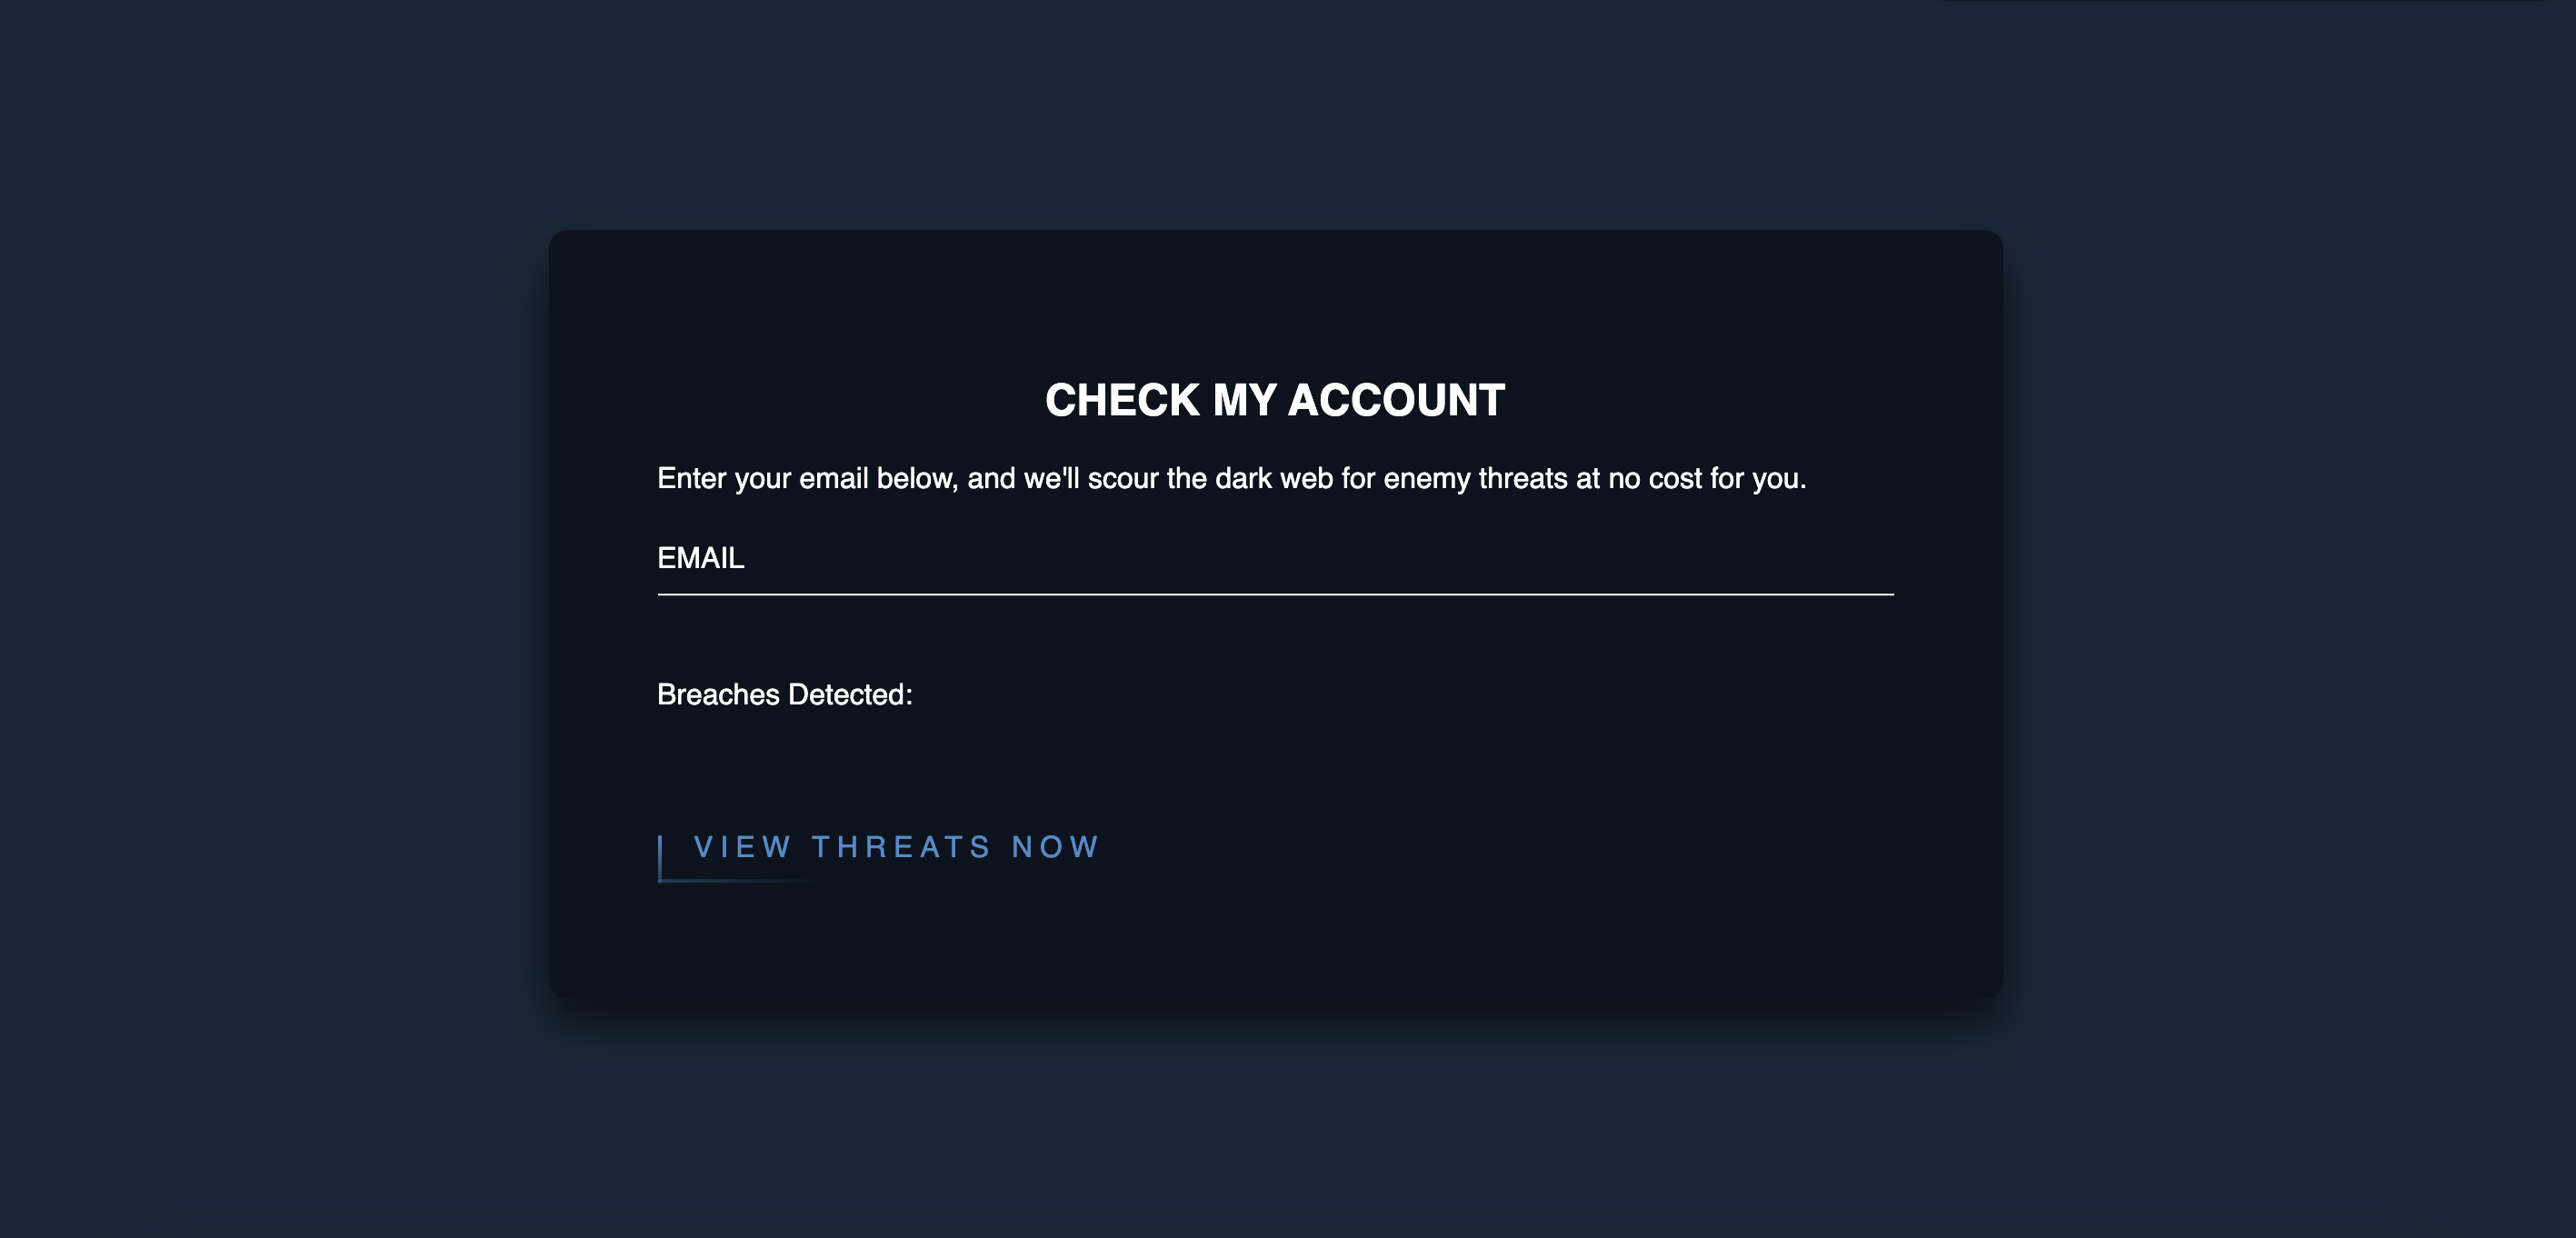 CHECK MY ACCOUNT
Enter your email below, and we'll scour the dark web for enemy threats at no cost for you.
EMAIL
Breaches Detected:
VIEW THREATS NOW